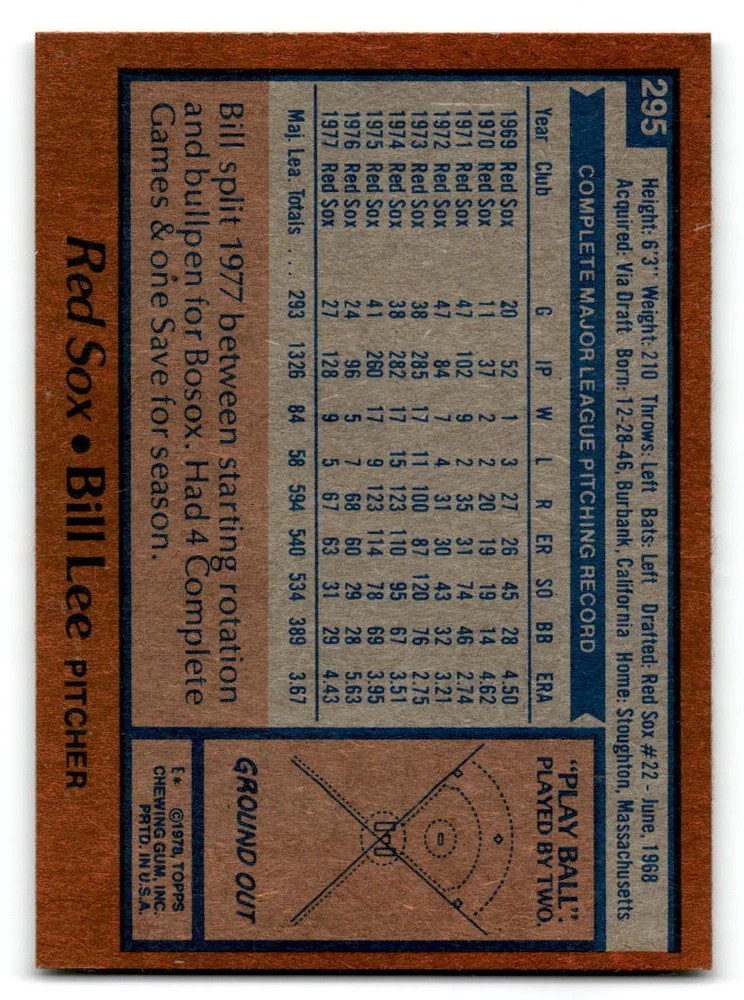 295
Height: 6'3" Weight: 210 Throws: Left Bats: Left Drafted: Red Sox #22 - June, 1968
Acquired: Via Draft Born: 12-28-46, Burbank, California Home: Stoughton, Massachusetts
COMPLETE MAJOR LEAGUE PITCHING RECORD
Year Club G IP W L R ER SO BB ERA
1969 Red Sox 20 52 1 3 27 26 45 28 4.50
1970 Red Sox 11 37 2 2 20 19 19 14 4.62
1971 Red Sox 47 102 9 2 35 31 74 46 2.74
1972 Red Sox 47 84 7 4 31 30 43 32 3.21
1973 Red Sox 38 285 17 11 100 87 120 76 2.75
1974 Red Sox 38 282 17 15 123 110 95 67 3.51
1975 Red Sox 41 260 17 9 123 114 78 69 3.95
1976 Red Sox 24 96 5 7 68 60 29 28 5.63
1977 Red Sox 27 128 9 5 67 63 31 29 4.43
Maj. Lea. Totals ... 293 1326 84 58 594 540 534 389 3.67
Bill split 1977 between starting rotation
and bullpen for Bosox. Had 4 Complete
Games & one Save for season.
"PLAY BALL"
PLAYED BY TWO.
GROUND OUT
E* ©1978, TOPPS
CHEWING GUM, INC.
PRTD. IN U.S.A.
Red Sox • Bill Lee PITCHER